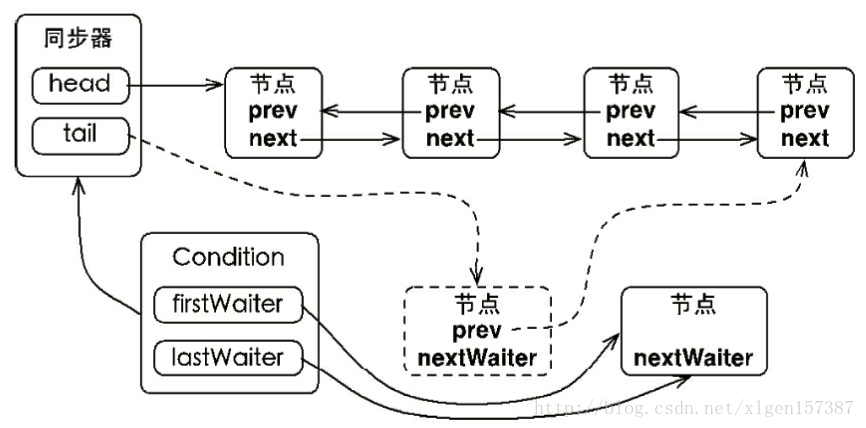 同步器
head
tail
节点
prev
next
节点
prev
next
节点
prev
next
节点
prev
next
Condition
firstWaiter
lastWaiter
节点
prev
nextWaiter
节点
nextWaiter
http://blog.csdn.net/xlgen157387